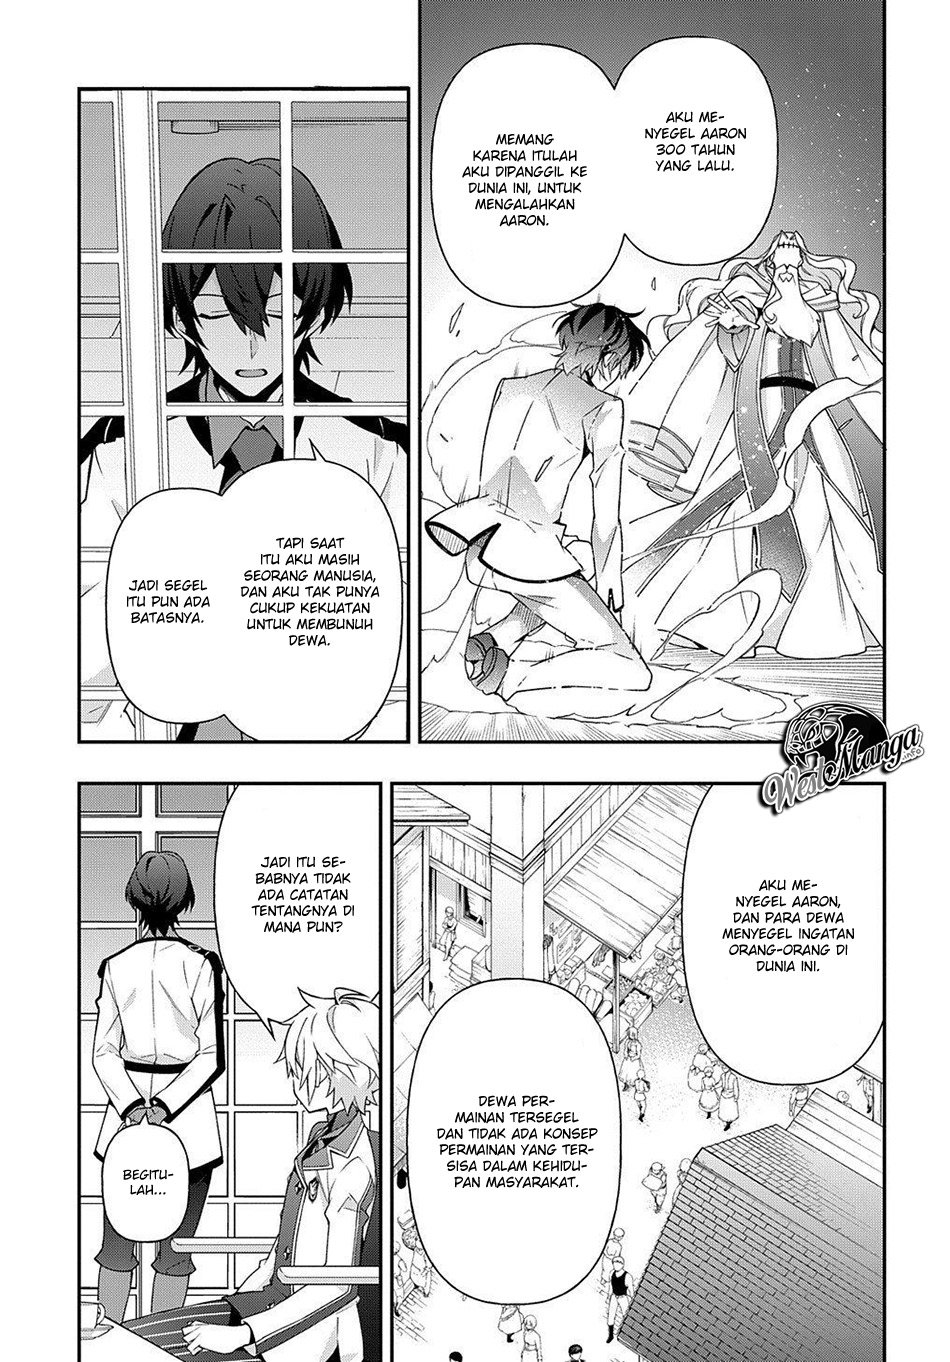 AKU ME-
NYEGEL AARON
300 TAHUN
YANG LALU.
MEMANG
KARENA ITULAH
AKU DIPANGGIL KE
DUNIA INI, UNTUK
MENGALAHKAN
AARON.
TAPI SAAT
ITU AKU MASIH
SEORANG MANUSIA,
DAN AKU TAK PUNYA
CUKUP KEKUATAN
UNTUK MEMBUNUH
DEWA.
JADI SEGEL
ITU PUN ADA
BATASNYA.
WestManga
.info
AKU ME-
NYEGEL AARON,
DAN PARA DEWA
MENYEGEL INGATAN
ORANG-ORANG DI
DUNIA INI.
DEWA PER-
MAINAN TERSEGEL
DAN TIDAK ADA KONSEP
PERMAINAN YANG TER-
SISA DALAM KEHIDU-
PAN MASYARAKAT.
JADI ITU SE-
BABNYA TIDAK
ADA CATATAN
TENTANGNYA DI
MANA PUN?
BEGITU-
LAH...